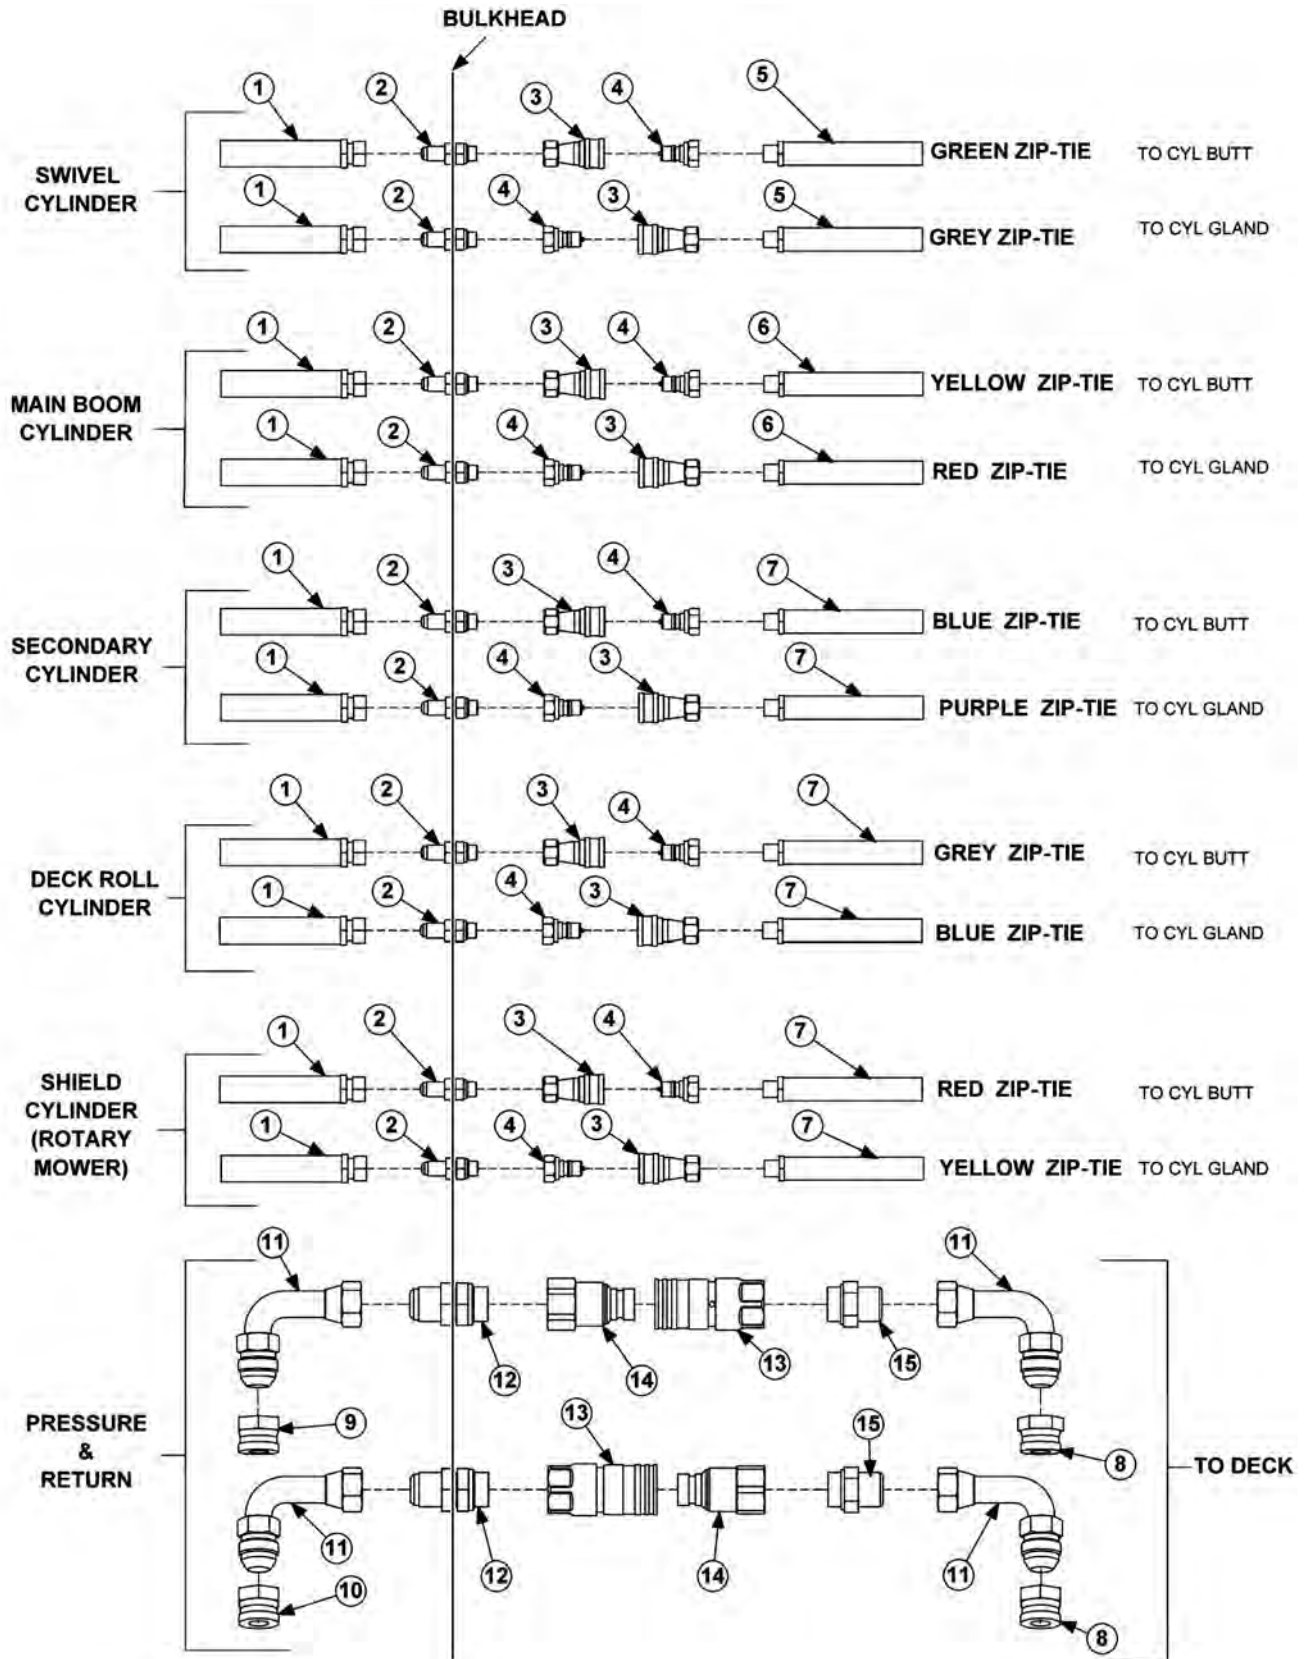 BULKHEAD
1 2 3 4 5
GREEN ZIP-TIE TO CYL BUTT
SWIVEL
CYLINDER
1 2 4 3 5
GREY ZIP-TIE TO CYL GLAND
1 2 3 4 6
YELLOW ZIP-TIE TO CYL BUTT
MAIN BOOM
CYLINDER
1 2 4 3 6
RED ZIP-TIE TO CYL GLAND
1 2 3 4 7
BLUE ZIP-TIE TO CYL BUTT
SECONDARY
CYLINDER
1 2 4 3 7
PURPLE ZIP-TIE TO CYL GLAND
1 2 3 4 7
GREY ZIP-TIE TO CYL BUTT
DECK ROLL
CYLINDER
1 2 4 3 7
BLUE ZIP-TIE TO CYL GLAND
1 2 3 4 7
RED ZIP-TIE TO CYL BUTT
SHIELD
CYLINDER
(ROTARY
MOWER)
1 2 4 3 7
YELLOW ZIP-TIE TO CYL GLAND
11 11
12 14 13 15
9 8
PRESSURE
&
RETURN
13 15
TO DECK
11 12 14 11
10 8